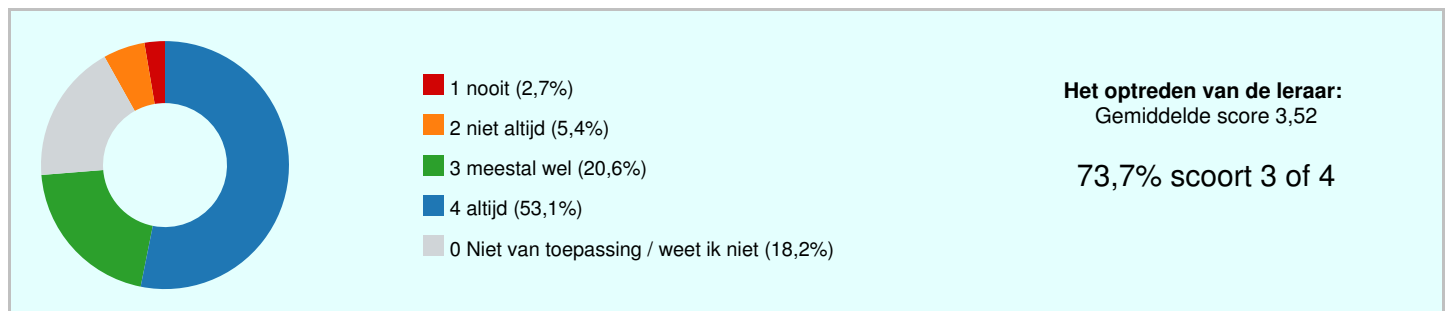 1 nooit (2,7%)
2 niet altijd (5,4%)
3 meestal wel (20,6%)
4 altijd (53,1%)
0 Niet van toepassing / weet ik niet (18,2%)
Het optreden van de leraar:
Gemiddelde score 3,52
73,7% scoort 3 of 4